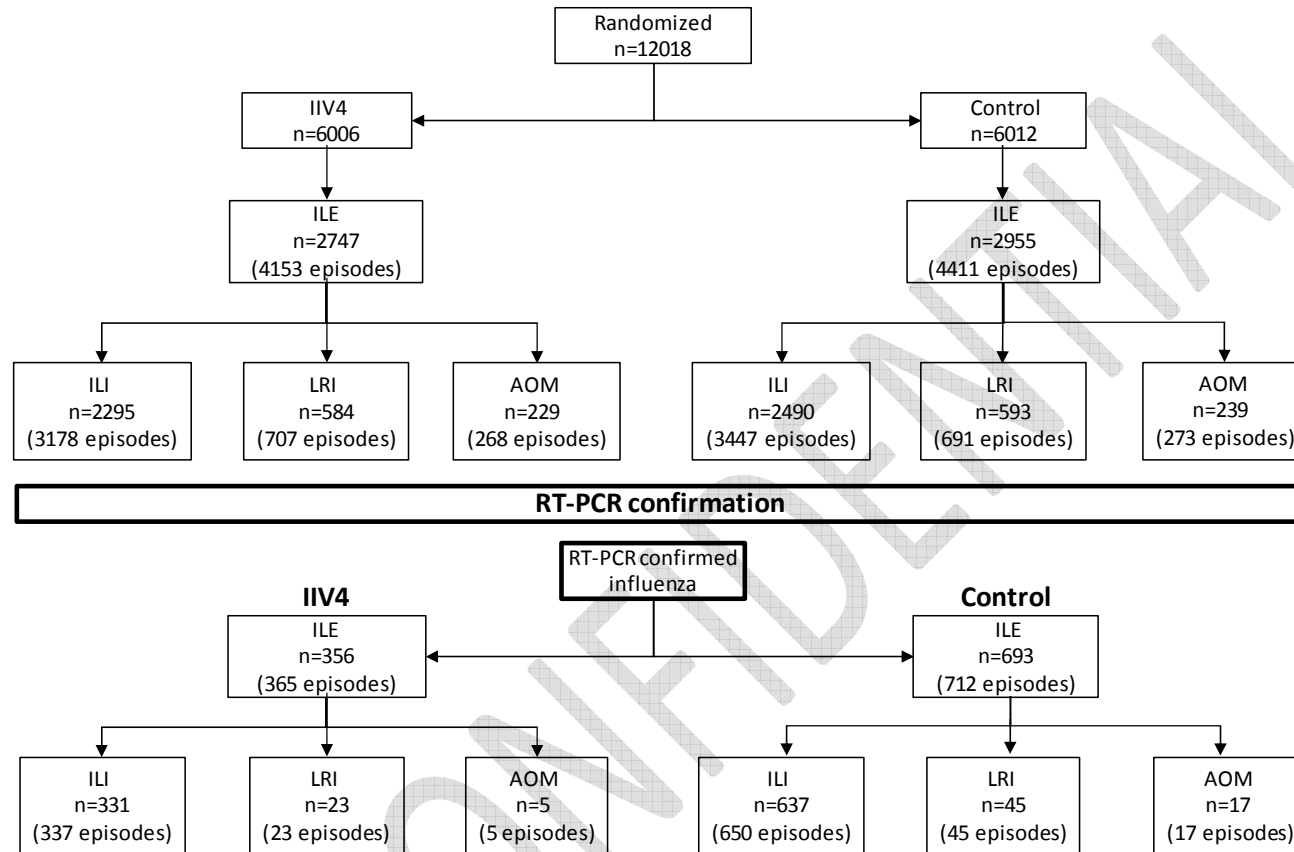 Randomized
n=12018
IIV4
n=6006
Control
n=6012
ILE
n=2747
(4153 episodes)
ILE
n=2955
(4411 episodes)
ILI
n=2295
(3178 episodes)
LRI
n=584
(707 episodes)
AOM
n=229
(268 episodes)
ILI
n=2490
(3447 episodes)
LRI
n=593
(691 episodes)
AOM
n=239
(273 episodes)
RT-PCR confirmation
RT-PCR confirmed
influenza
IIV4
Control
ILE
n=356
(365 episodes)
ILE
n=693
(712 episodes)
ILI
n=331
(337 episodes)
LRI
n=23
(23 episodes)
AOM
n=5
(5 episodes)
ILI
n=637
(650 episodes)
LRI
n=45
(45 episodes)
AOM
n=17
(17 episodes)
ONFIDENTIAL